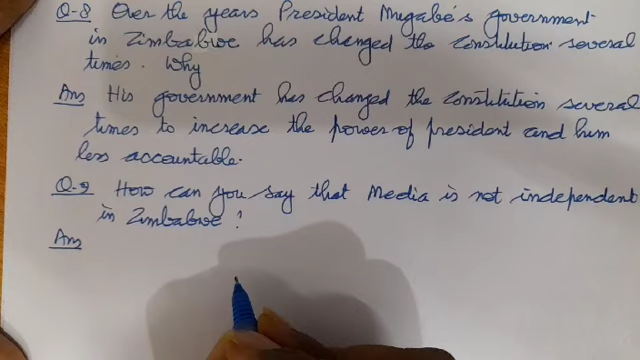 Q-8 Over the years President Mugabe's government
in Zimbabwe has changed the constitution several
times. Why
Ans His government has changed the constitution several
times to increase the power of president and him
less accountable.
Q-9 How can you say that Media is not independent
in Zimbabwe?
Ans